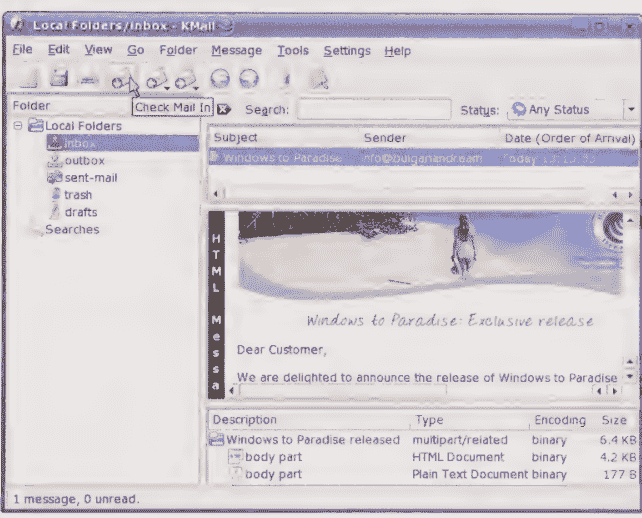 Local Folders/inbox - KMail
File Edit View Go Folder Message Tools Settings Help
Folder
Check Mail In
Search:
Status: Any Status
Local Folders
inbox
outbox
sent-mail
trash
drafts
Searches
Subject Sender Date (Order of Arrival)
Windows to Paradise info@bulgariandream Today
HTML Messa
Windows to Paradise: Exclusive release
Dear Customer,
We are delighted to announce the release of Windows to Paradise
Description Type Encoding Size
Windows to Paradise released multipart/related binary 6.4 KB
body part HTML Document binary 4.2 KB
body part Plain Text Document binary 177 B
1 message, 0 unread.